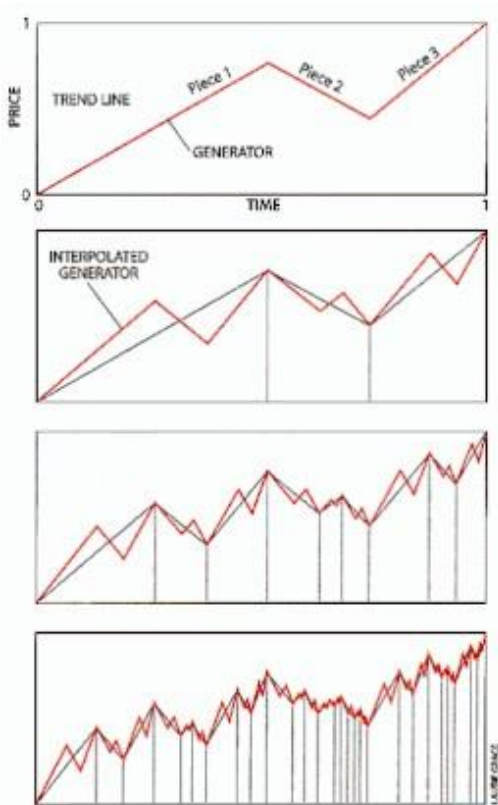 1
Piece 1
Piece 2
Piece 3
TREND LINE
PRICE
GENERATOR
0
0
TIME
1
INTERPOLATED
GENERATOR